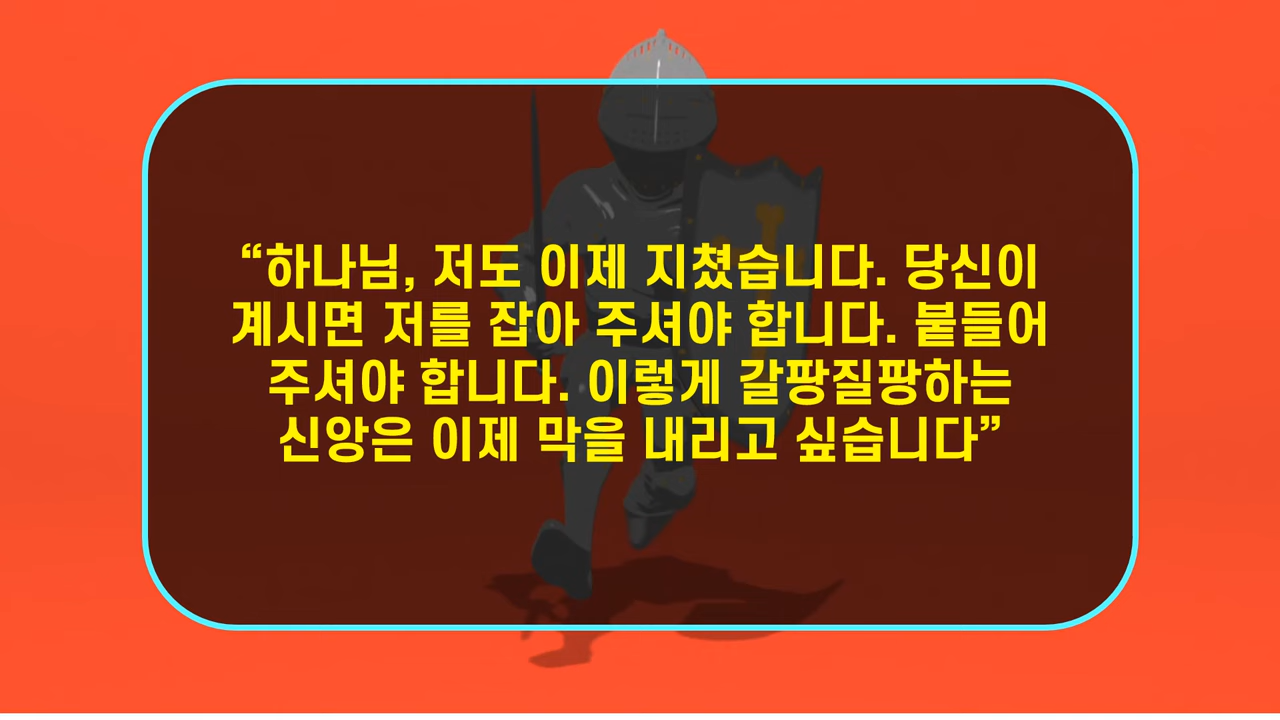 “하나님, 저도 이제 지쳤습니다. 당신이
계시면 저를 잡아 주셔야 합니다. 붙들어
주셔야 합니다. 이렇게 갈팡질팡하는
신앙은 이제 막을 내리고 싶습니다”